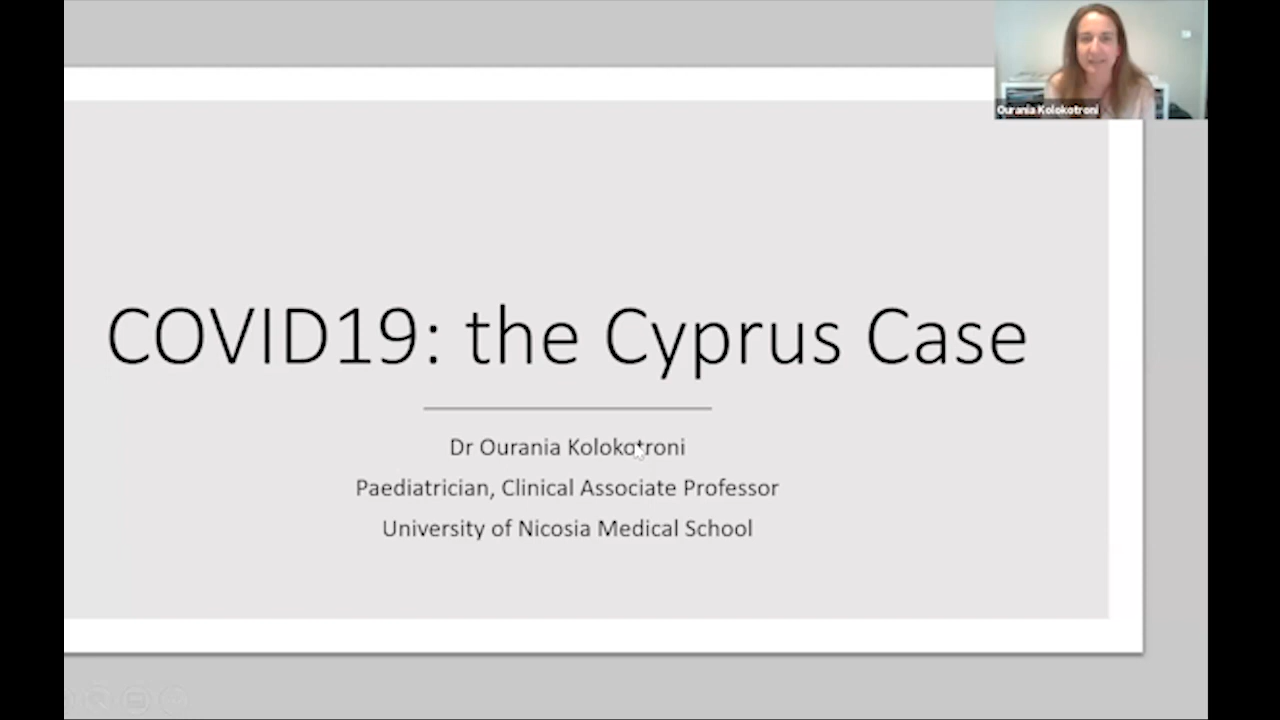 Ourania Kolokotroni
COVID19: the Cyprus Case
Dr Ourania Kolokotroni
Paediatrician, Clinical Associate Professor
University of Nicosia Medical School